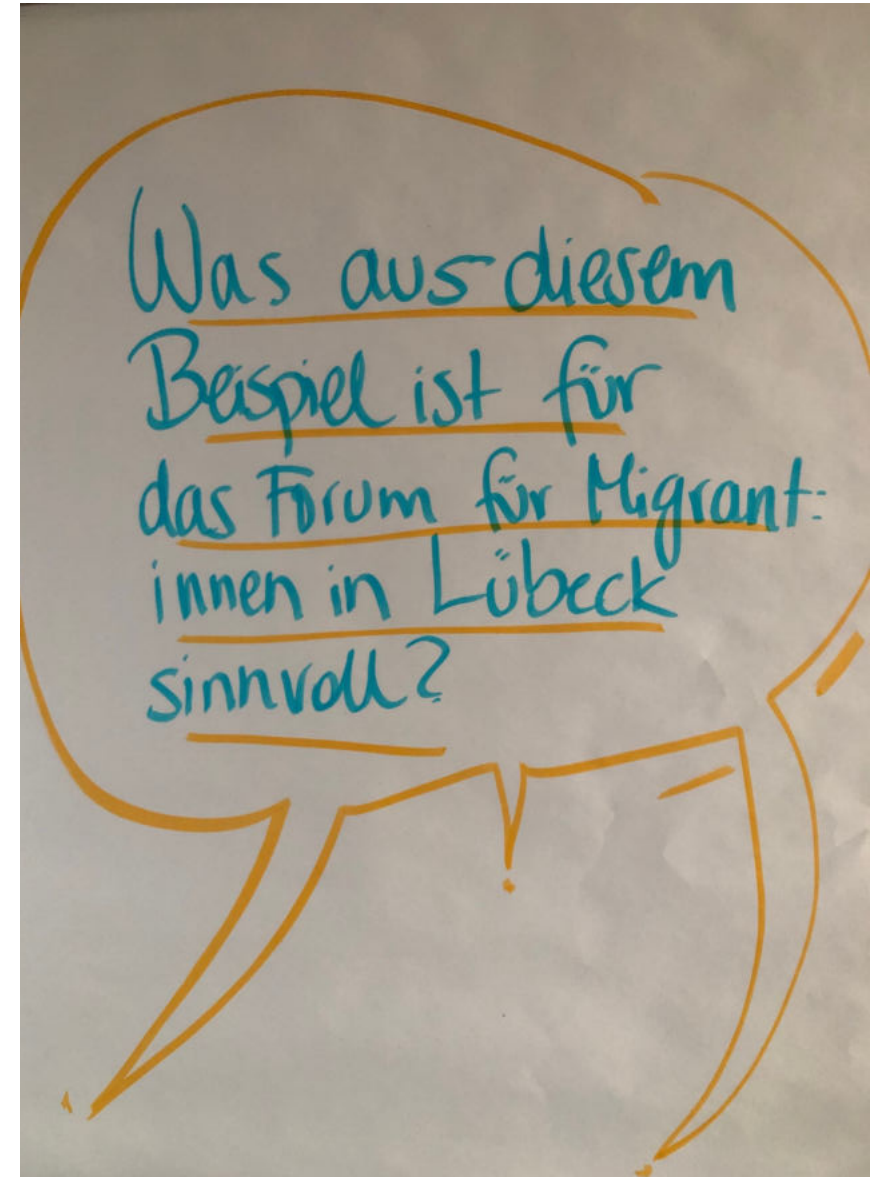 Was aus diesem
Beispiel ist für
das Forum für Migrant:
innen in Lübeck
sinnvoll?